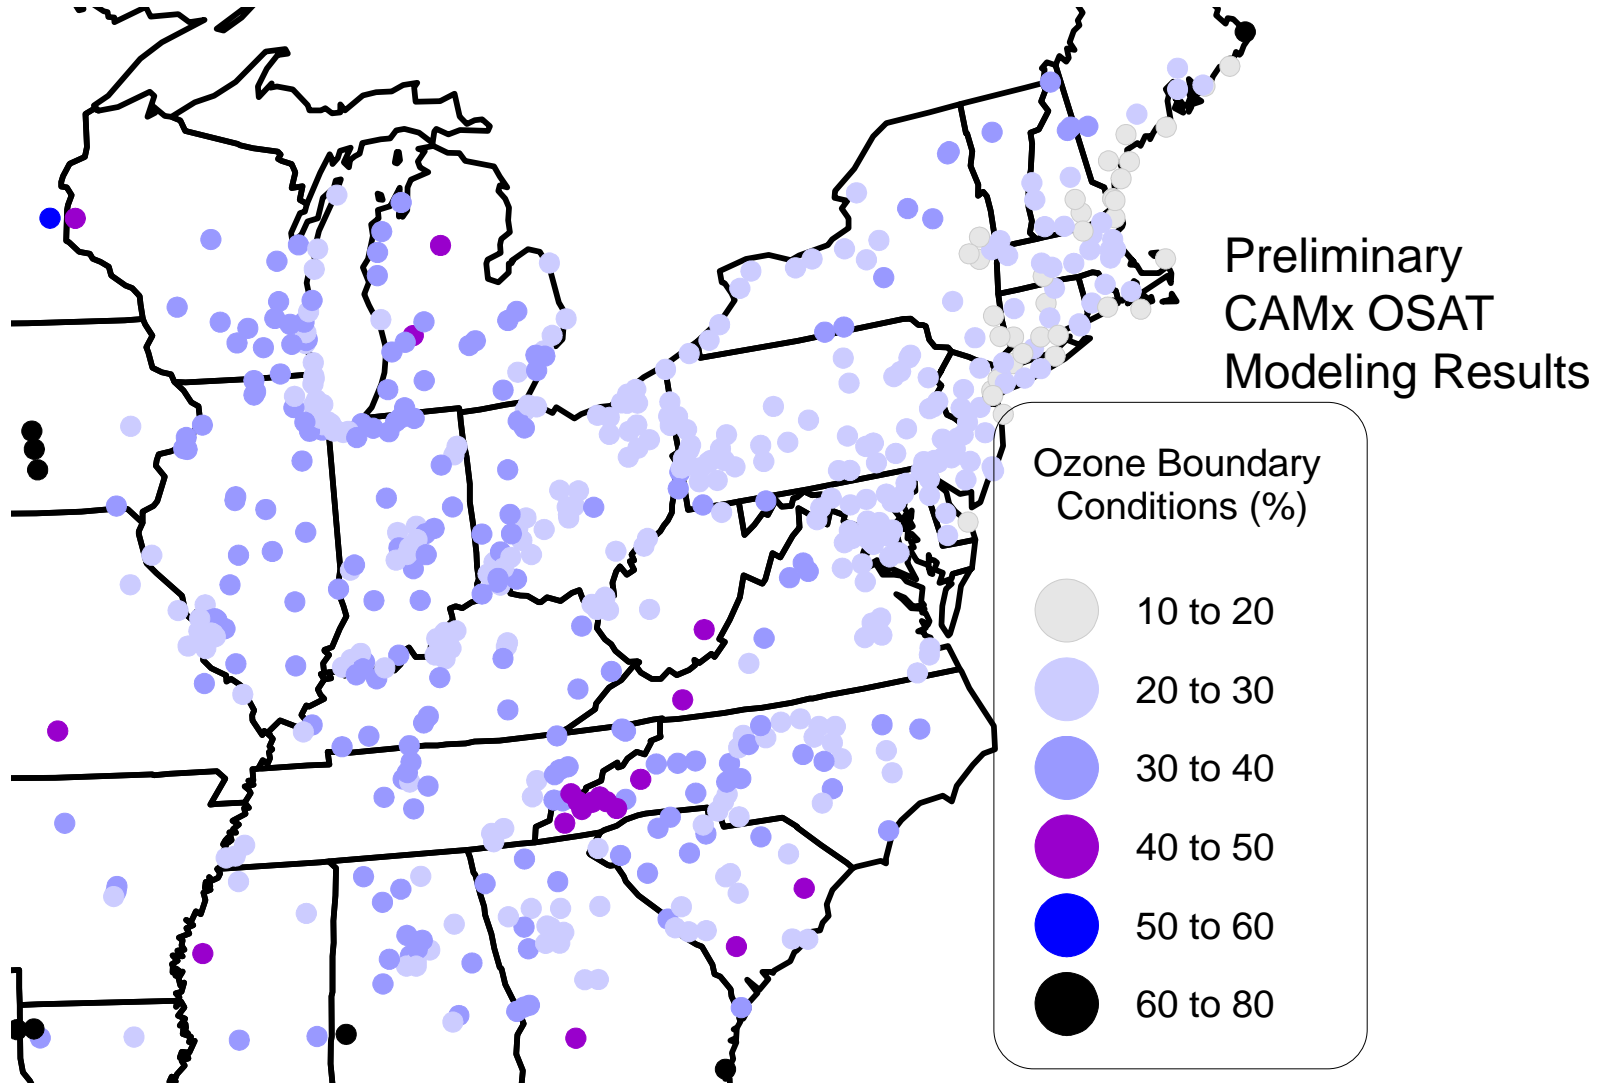 Preliminary
CAMx OSAT
Modeling Results
Ozone Boundary
Conditions (%)
10 to 20
20 to 30
30 to 40
40 to 50
50 to 60
60 to 80